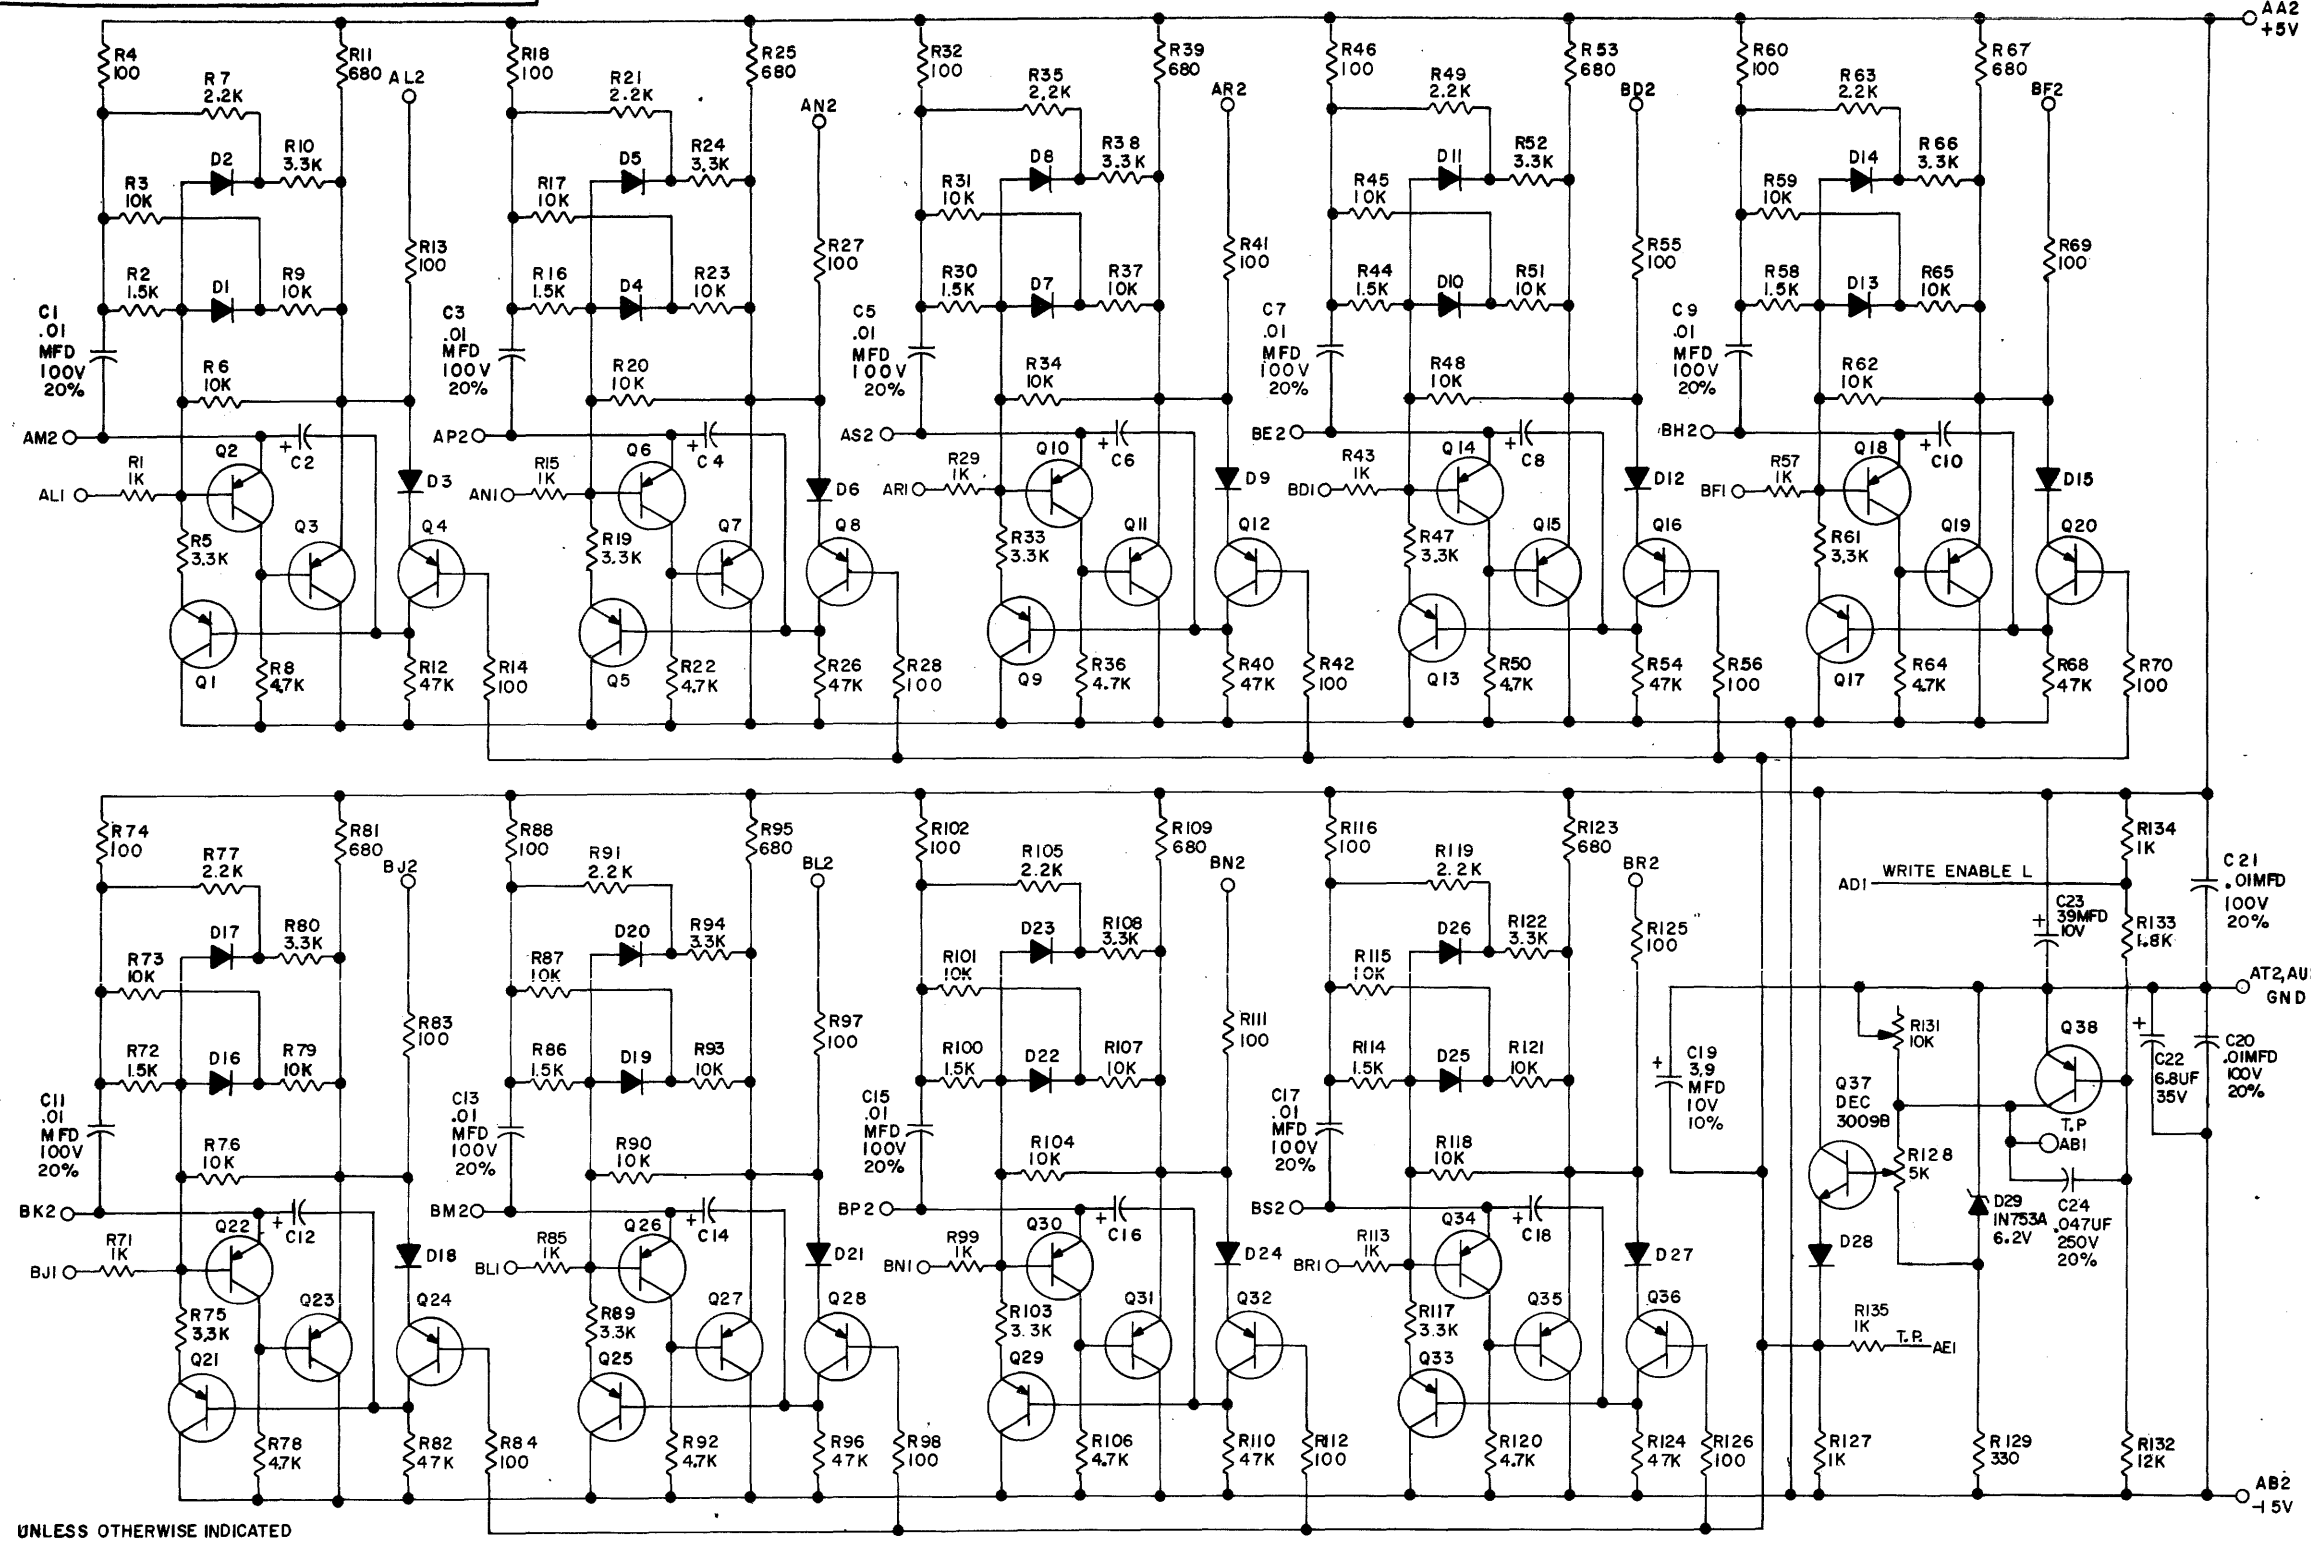 AA2
+5V
R4
100
R7
2.2K
R11
680
AL2
R10
3.3K
D2
R3
10K
R13
100
R2
1.5K
D1
R9
10K
C1
.01
MFD
100V
20%
R6
10K
AM2
Q2
+
C2
R1
1K
AL1
D3
Q3
Q4
R5
3.3K
Q1
R8
4.7K
R12
47K
R14
100
R18
100
R21
2.2K
R25
680
AN2
D5
R24
3.3K
R17
10K
R27
100
R16
1.5K
D4
R23
10K
C3
.01
MFD
100V
20%
R20
10K
AP2
Q6
+
C4
R15
1K
AN1
D6
Q7
Q8
R19
3.3K
Q5
R22
4.7K
R26
47K
R28
100
R32
100
R35
2.2K
R39
680
AR2
D8
R38
3.3K
R31
10K
R41
100
R30
1.5K
D7
R37
10K
C5
.01
MFD
100V
20%
R34
10K
AS2
Q10
+
C6
R29
1K
AR1
D9
Q11
Q12
R33
3.3K
Q9
R36
4.7K
R40
47K
R42
100
R46
100
R49
2.2K
R53
680
BD2
D11
R52
3.3K
R45
10K
R55
100
R44
1.5K
D10
R51
10K
C7
.01
MFD
100V
20%
R48
10K
BE2
Q14
+
C8
R43
1K
BD1
D12
Q15
Q16
R47
3.3K
Q13
R50
4.7K
R54
47K
R56
100
R60
100
R63
2.2K
R67
680
BF2
D14
R66
3.3K
R59
10K
R69
100
R58
1.5K
D13
R65
10K
C9
.01
MFD
100V
20%
R62
10K
BH2
Q18
+
C10
R57
1K
BF1
D15
Q19
Q20
R61
3.3K
Q17
R64
4.7K
R68
47K
R70
100
R74
100
R77
2.2K
R81
680
BJ2
D17
R80
3.3K
R73
10K
R83
100
R72
1.5K
D16
R79
10K
C11
.01
MFD
100V
20%
R76
10K
BK2
Q22
+
C12
R71
1K
BJ1
D18
Q23
Q24
R75
3.3K
Q21
R78
4.7K
R82
47K
R84
100
R88
100
R91
2.2K
R95
680
BL2
D20
R94
3.3K
R87
10K
R97
100
R86
1.5K
D19
R93
10K
C13
.01
MFD
100V
20%
R90
10K
BM2
Q26
+
C14
R85
1K
BL1
D21
Q27
Q28
R89
3.3K
Q25
R92
4.7K
R96
47K
R98
100
R102
100
R105
2.2K
R109
680
BN2
D23
R108
3.3K
R101
10K
R111
100
R100
1.5K
D22
R107
10K
C15
.01
MFD
100V
20%
R104
10K
BP2
Q30
+
C16
R99
1K
BN1
D24
Q31
Q32
R103
3.3K
Q29
R106
4.7K
R110
47K
R112
100
R116
100
R119
2.2K
R123
680
BR2
D26
R122
3.3K
R115
10K
R125
100
R114
1.5K
D25
R121
10K
C17
.01
MFD
100V
20%
R118
10K
BS2
Q34
+
C18
R113
1K
BR1
D27
Q35
Q36
R117
3.3K
Q33
R120
4.7K
R124
47K
R126
100
R134
1K
AD1 WRITE ENABLE L
C21
.01MFD
100V
20%
+
C23
39MFD
10V
R133
1.8K
AT2,AU
GND
R131
10K
Q38
+
C22
6.8UF
35V
C20
.01MFD
100V
20%
+
C19
3.9
MFD
10V
10%
Q37
DEC
3009B
T.P
AB1
R128
5K
D29
IN753A
6.2V
C24
.047UF
250V
20%
D28
R135
1K
T.P.
AE1
R127
1K
R129
330
R132
12K
AB2
-15V
UNLESS OTHERWISE INDICATED